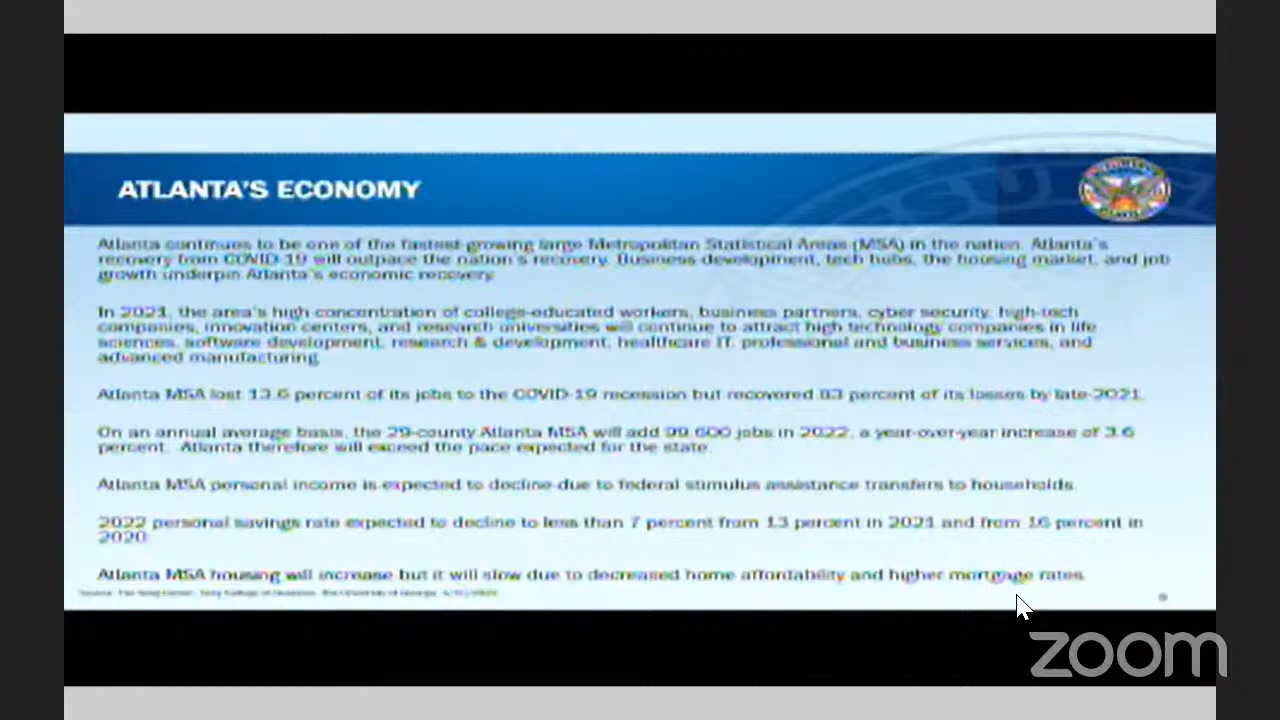 ATLANTA'S ECONOMY
Atlanta continues to be one of the fastest-growing large Metropolitan Statistical Areas (MSA) in the nation. Atlanta's
recovery from COVID-19 will outpace the nation's recovery. Business development, tech hubs, the housing market, and job
growth underpin Atlanta's economic recovery.
In 2021, the area's high concentration of college-educated workers, business partners, cyber security, high-tech
companies, innovation centers, and research universities will continue to attract high technology companies in life
sciences, software development, research & development, healthcare IT, professional and business services, and
advanced manufacturing.
Atlanta MSA lost 13.6 percent of its jobs to the COVID-19 recession but recovered 83 percent of its losses by late-2021.
On an annual average basis, the 29-county Atlanta MSA will add 99,600 jobs in 2022, a year-over-year increase of 3.6
percent. Atlanta therefore will exceed the pace expected for the state.
Atlanta MSA personal income is expected to decline due to federal stimulus assistance transfers to households.
2022 personal savings rate expected to decline to less than 7 percent from 13 percent in 2021 and from 16 percent in
2020.
Atlanta MSA housing will increase but it will slow due to decreased home affordability and higher mortgage rates.
zoom